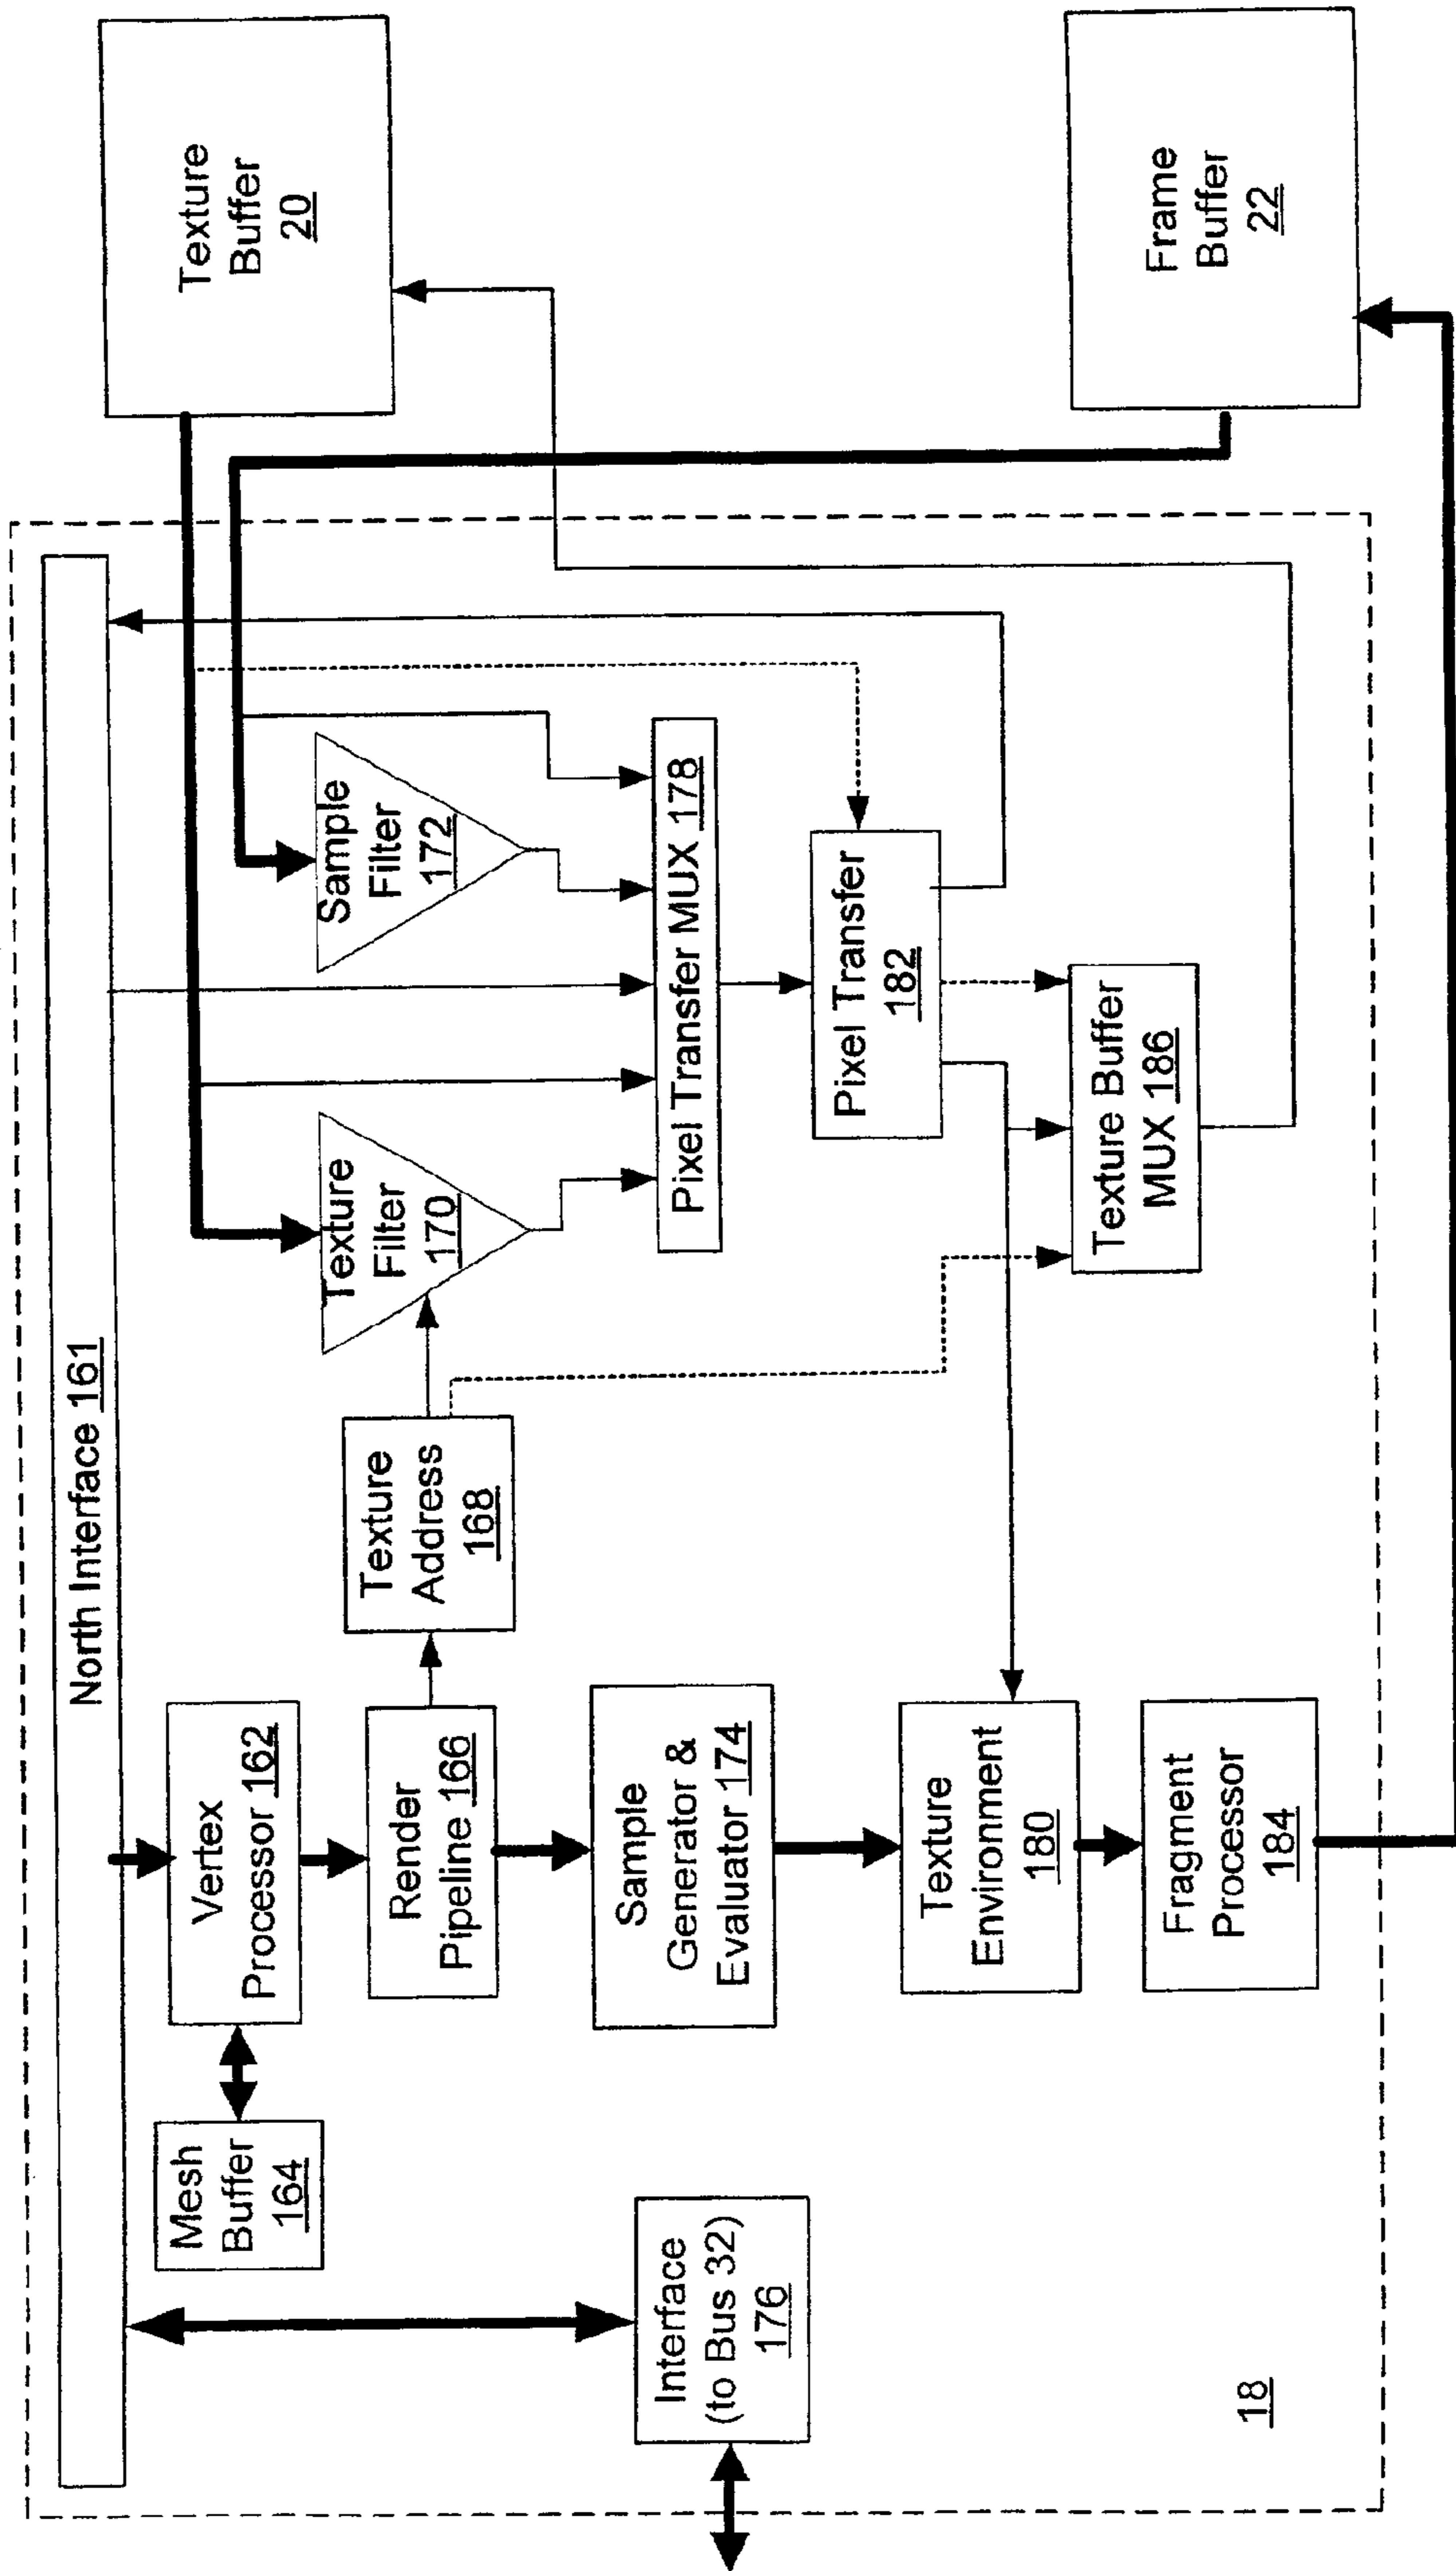 North Interface 161
Vertex
Processor 162
Mesh
Buffer
164
Render
Pipeline 166
Texture
Address
168
Texture
Filter
170
Sample
Filter
172
Texture
Buffer
20
Interface
(to Bus 32)
176
Sample
Generator &
Evaluator 174
Pixel Transfer MUX 178
Texture
Environment
180
Pixel Transfer
182
Fragment
Processor
184
Texture Buffer
MUX 186
Frame
Buffer
22
18